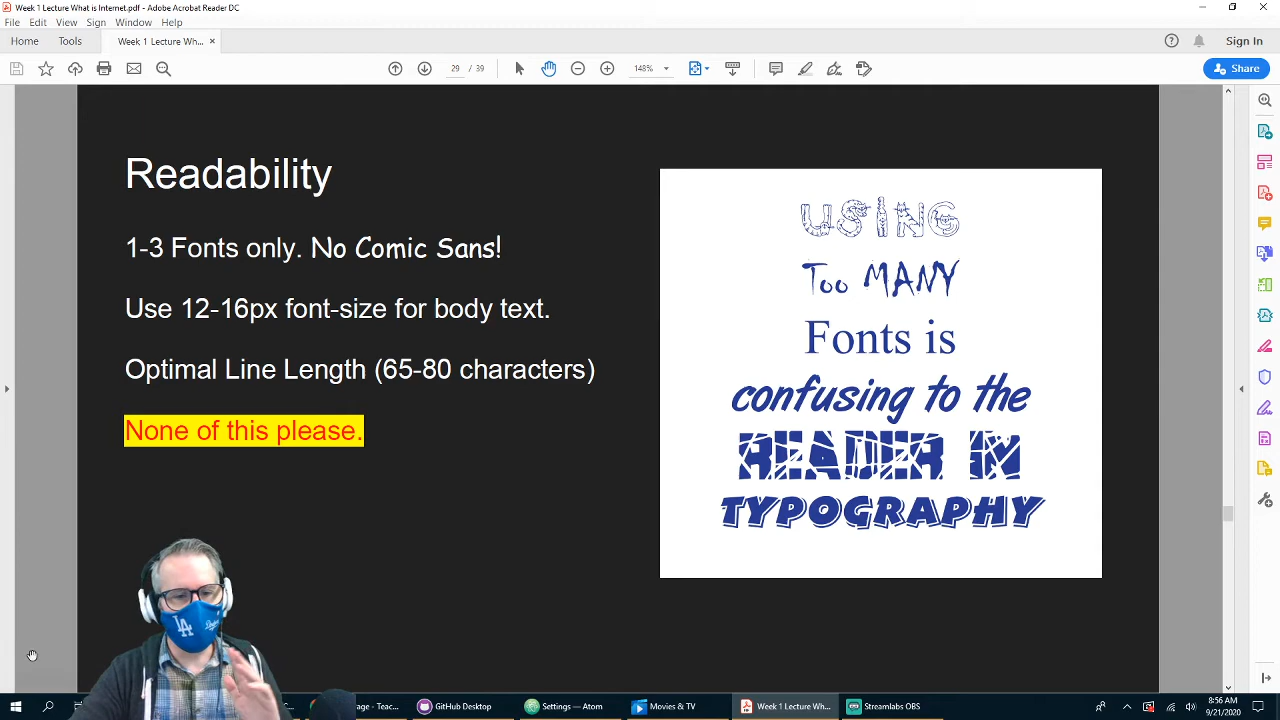 Week 1 Lecture What is Internet.pdf - Adobe Acrobat Reader DC
File Edit View Sign Window Help
Home Tools Week 1 Lecture Wh... × Sign In
29 / 39 148% Share
Readability
1-3 Fonts only. No Comic Sans!
Use 12-16px font-size for body text.
Optimal Line Length (65-80 characters)
None of this please.
USING
Too MANY
Fonts is
confusing to the
READER IN
TYPOGRAPHY
LA Dodgers
age - Teac... GitHub Desktop Settings — Atom Movies & TV Week 1 Lecture Wh... Streamlabs OBS
8:56 AM
9/21/2020